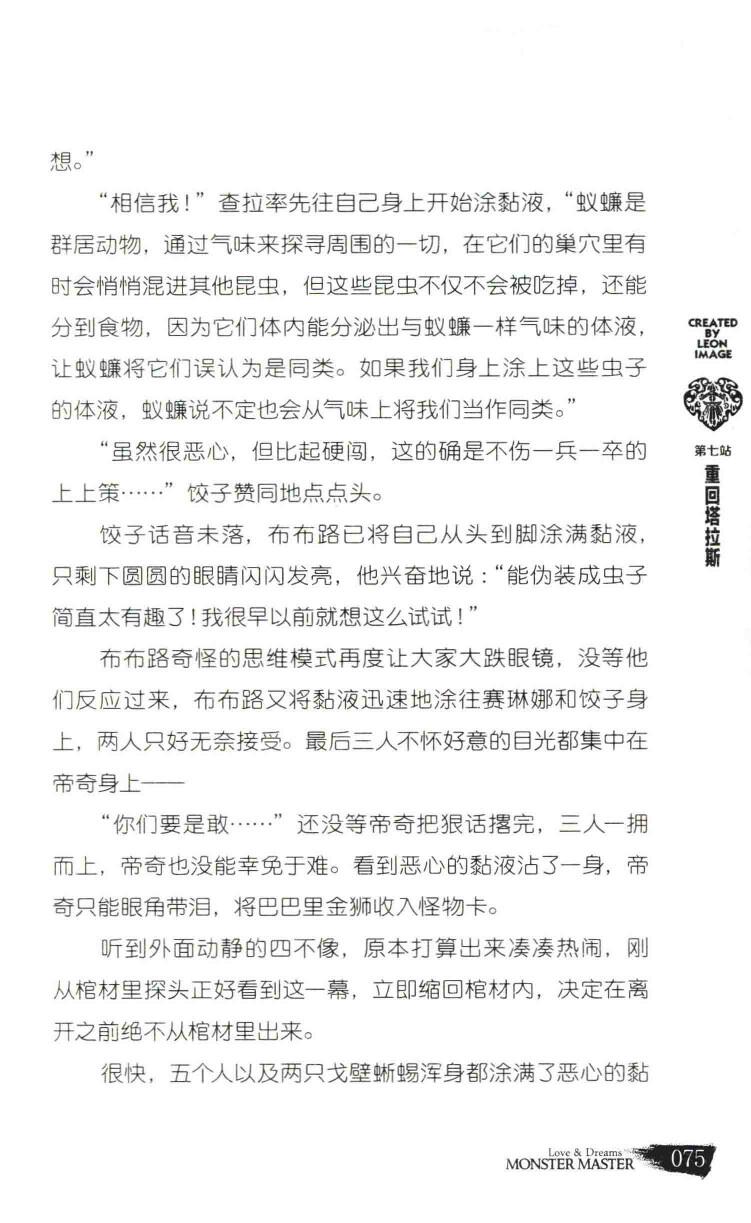 想。”
“相信我！”查拉率先往自己身上开始涂黏液，“蚁蠊是
群居动物，通过气味来探寻周围的一切，在它们的巢穴里有
时会悄悄混进其他昆虫，但这些昆虫不仅不会被吃掉，还能
分到食物，因为它们体内能分泌出与蚁蠊一样气味的体液，
让蚁蠊将它们误认为是同类。如果我们身上涂上这些虫子
的体液，蚁蠊说不定也会从气味上将我们当作同类。”
“虽然很恶心，但比起硬闯，这的确是不伤一兵一卒的
上上策……”饺子赞同地点点头。
饺子话音未落，布布路已将自己从头到脚涂满黏液，
只剩下圆圆的眼睛闪闪发亮，他兴奋地说：“能伪装成虫子
简直太有趣了！我很早以前就想这么试试！”
布布路奇怪的思维模式再度让大家大跌眼镜，没等他
们反应过来，布布路又将黏液迅速地涂往赛琳娜和饺子身
上，两人只好无奈接受。最后三人不怀好意的目光都集中在
帝奇身上——
“你们要是敢……”还没等帝奇把狠话撂完，三人一拥
而上，帝奇也没能幸免于难。看到恶心的黏液沾了一身，帝
奇只能眼角带泪，将巴巴里金狮收入怪物卡。
听到外面动静的四不像，原本打算出来凑凑热闹，刚
从棺材里探头正好看到这一幕，立即缩回棺材内，决定在离
开之前绝不从棺材里出来。
很快，五个人以及两只戈壁蜥蜴浑身都涂满了恶心的黏
CREATED
BY
LEON
IMAGE
第七站
重回塔拉斯
Love & Dreams
MONSTER MASTER
075